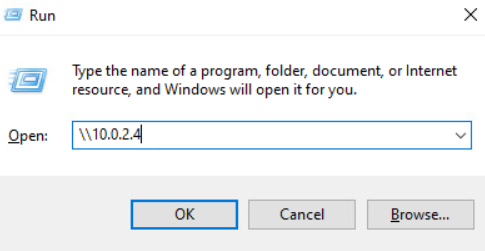 Run
Type the name of a program, folder, document, or Internet
resource, and Windows will open it for you.
Open: \\10.0.2.4
OK Cancel Browse...